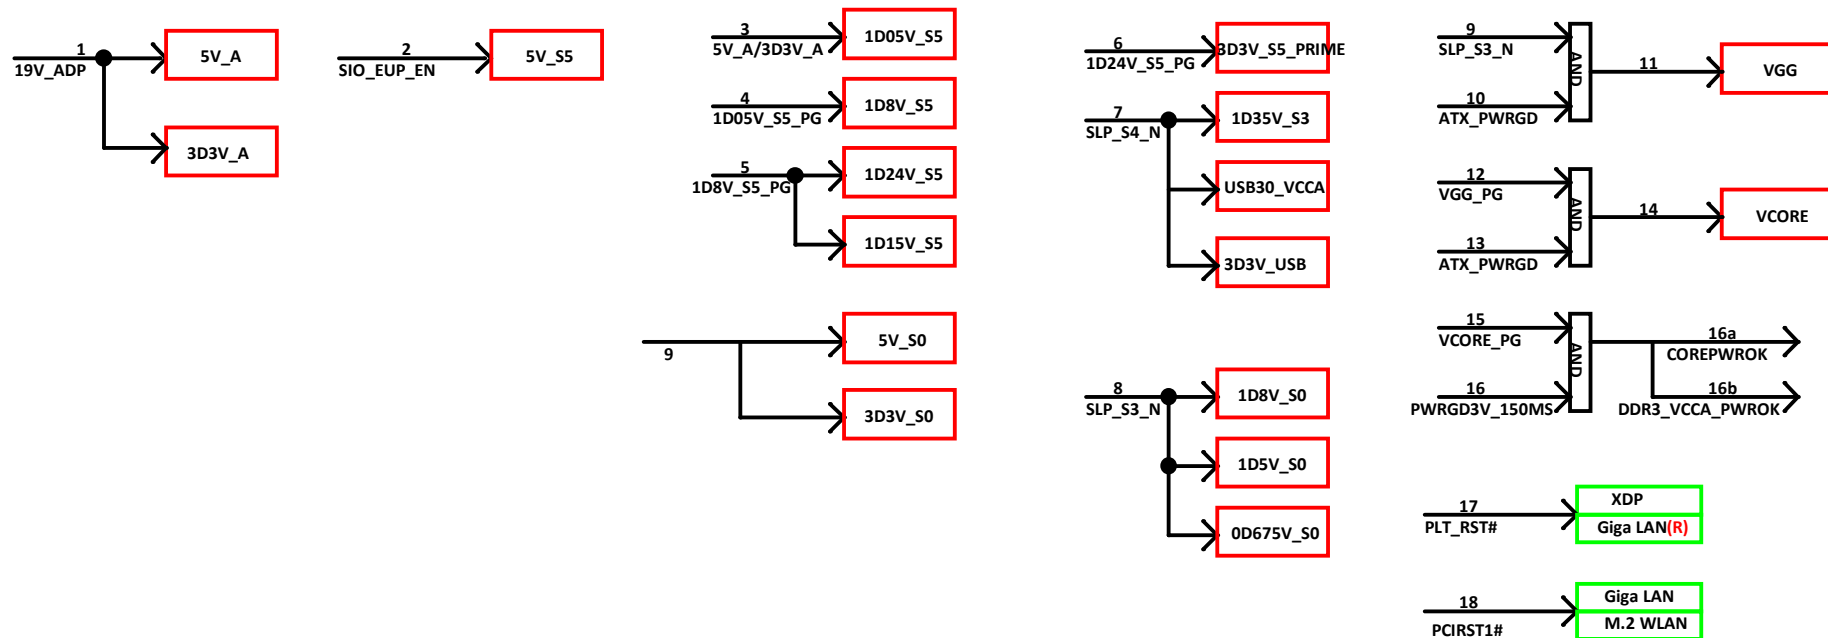 1
19V_ADP
5V_A
3D3V_A
2
SIO_EUP_EN
5V_S5
3
5V_A/3D3V_A
1D05V_S5
4
1D05V_S5_PG
1D8V_S5
5
1D8V_S5_PG
1D24V_S5
1D15V_S5
9
5V_S0
3D3V_S0
6
1D24V_S5_PG
3D3V_S5_PRIME
7
SLP_S4_N
1D35V_S3
USB30_VCCA
3D3V_USB
8
SLP_S3_N
1D8V_S0
1D5V_S0
0D675V_S0
9
SLP_S3_N
10
ATX_PWRGD
AND
11
VGG
12
VGG_PG
13
ATX_PWRGD
AND
14
VCORE
15
VCORE_PG
16
PWRGD3V_150MS
AND
16a
COREPWROK
16b
DDR3_VCCA_PWROK
17
PLT_RST#
XDP
Giga LAN(R)
18
PCIRST1#
Giga LAN
M.2 WLAN